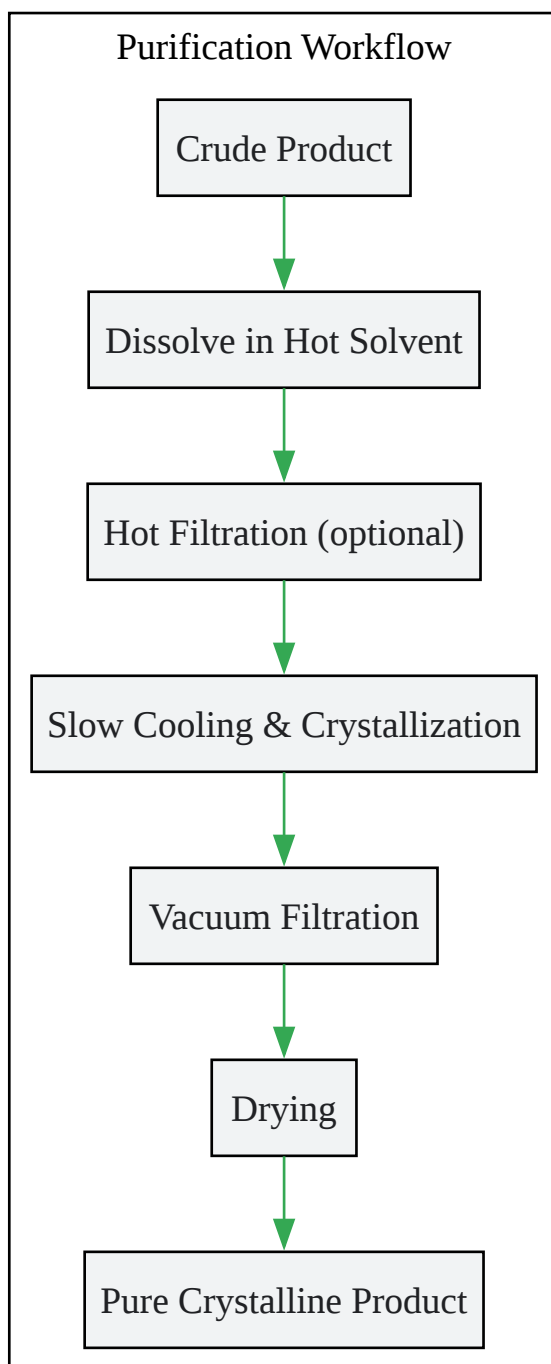 Purification Workflow
Crude Product
Dissolve in Hot Solvent
Hot Filtration (optional)
Slow Cooling & Crystallization
Vacuum Filtration
Drying
Pure Crystalline Product